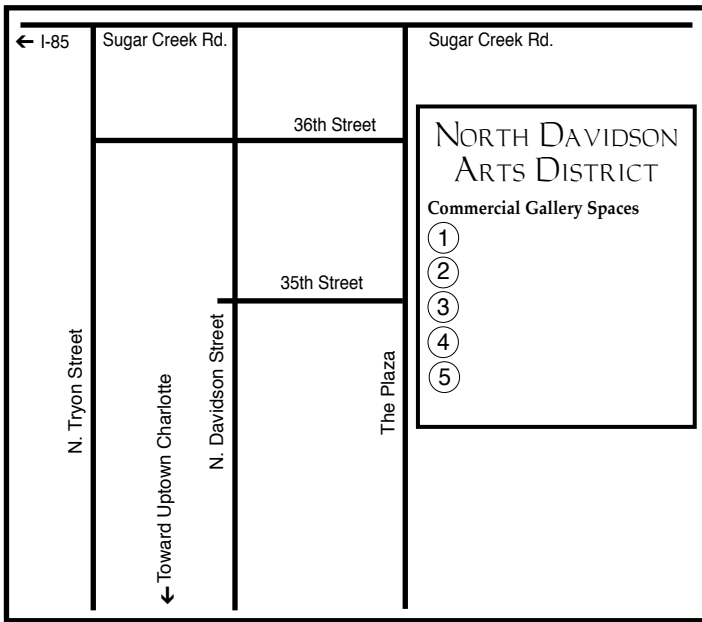 ← I-85
Sugar Creek Rd.
Sugar Creek Rd.
36th Street
North Davidson
Arts District
Commercial Gallery Spaces
1
2
3
4
5
35th Street
N. Tryon Street
← Toward Uptown Charlotte
N. Davidson Street
The Plaza